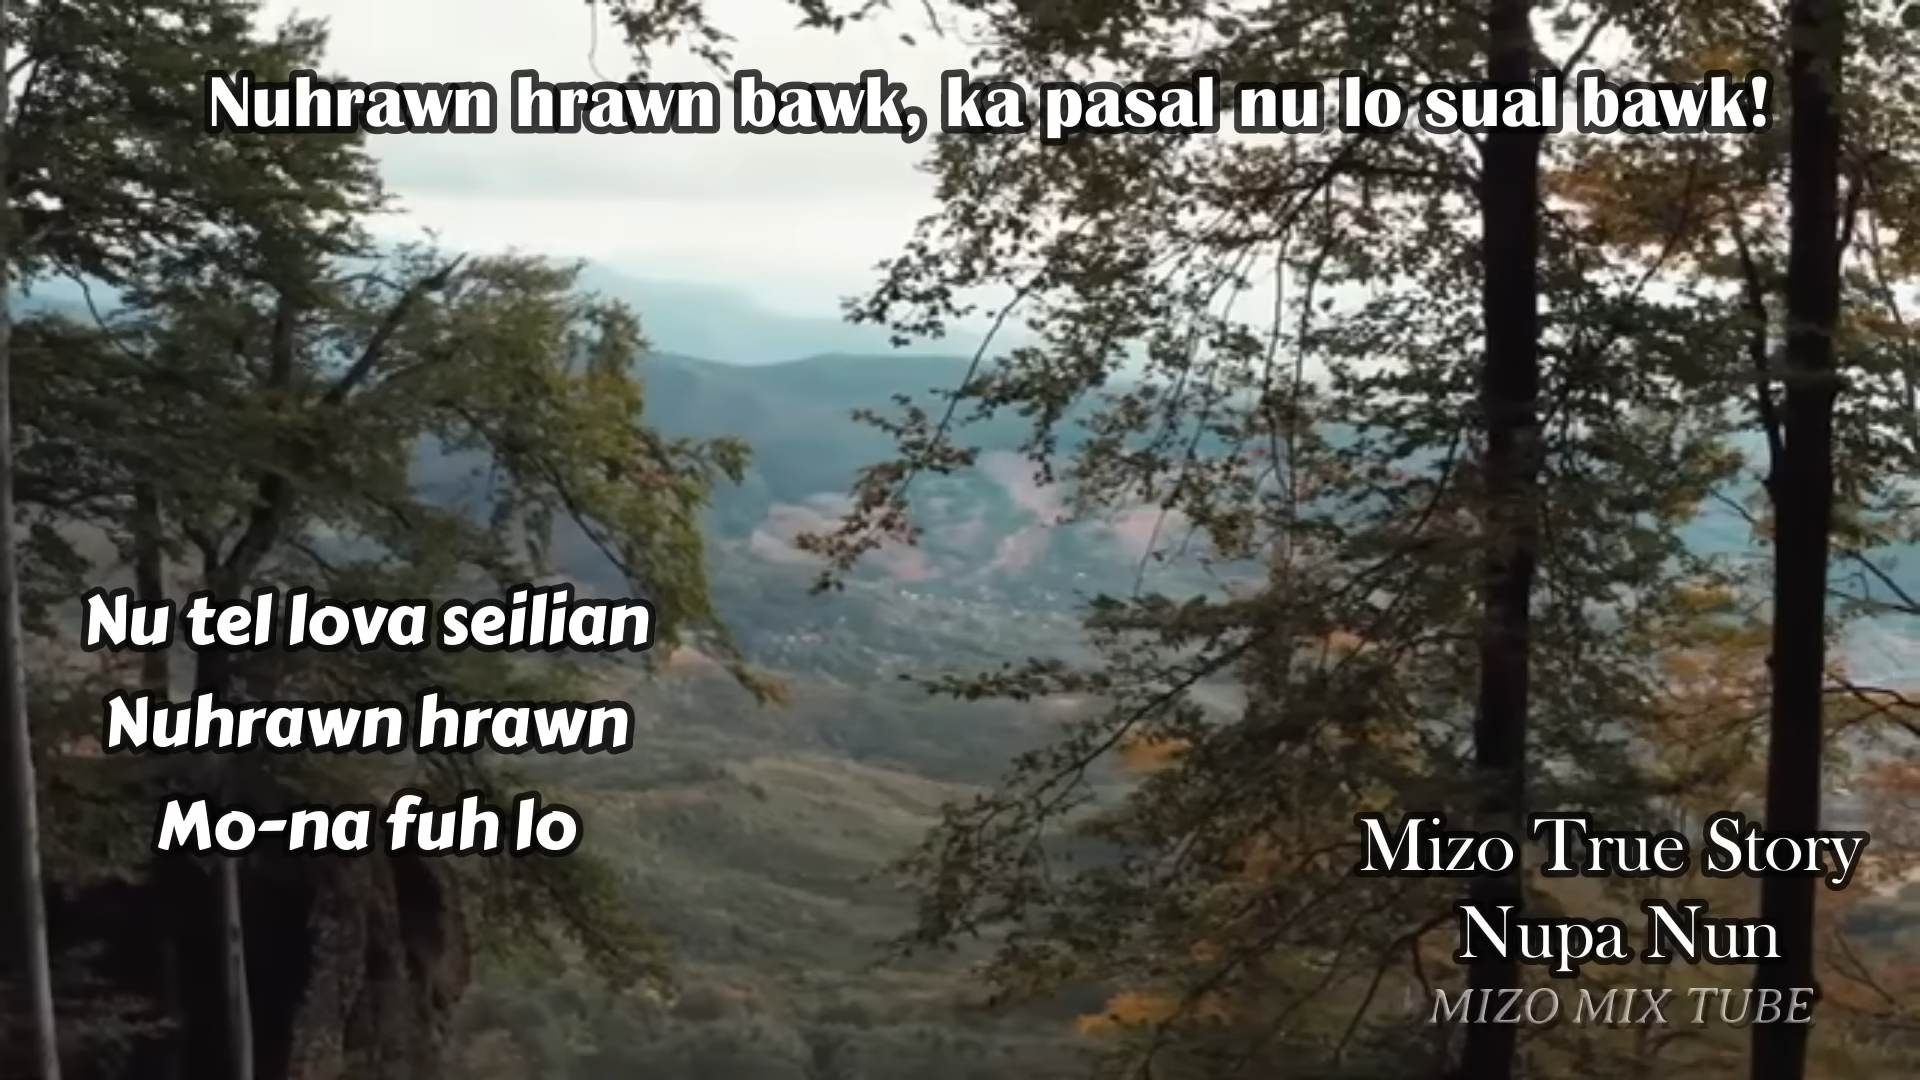 Nuhrawn hrawn bawk, ka pasal nu lo sual bawk!
Nu tel lova seilian
Nuhrawn hrawn
Mo-na fuh lo
Mizo True Story
Nupa Nun
MIZO MIX TUBE